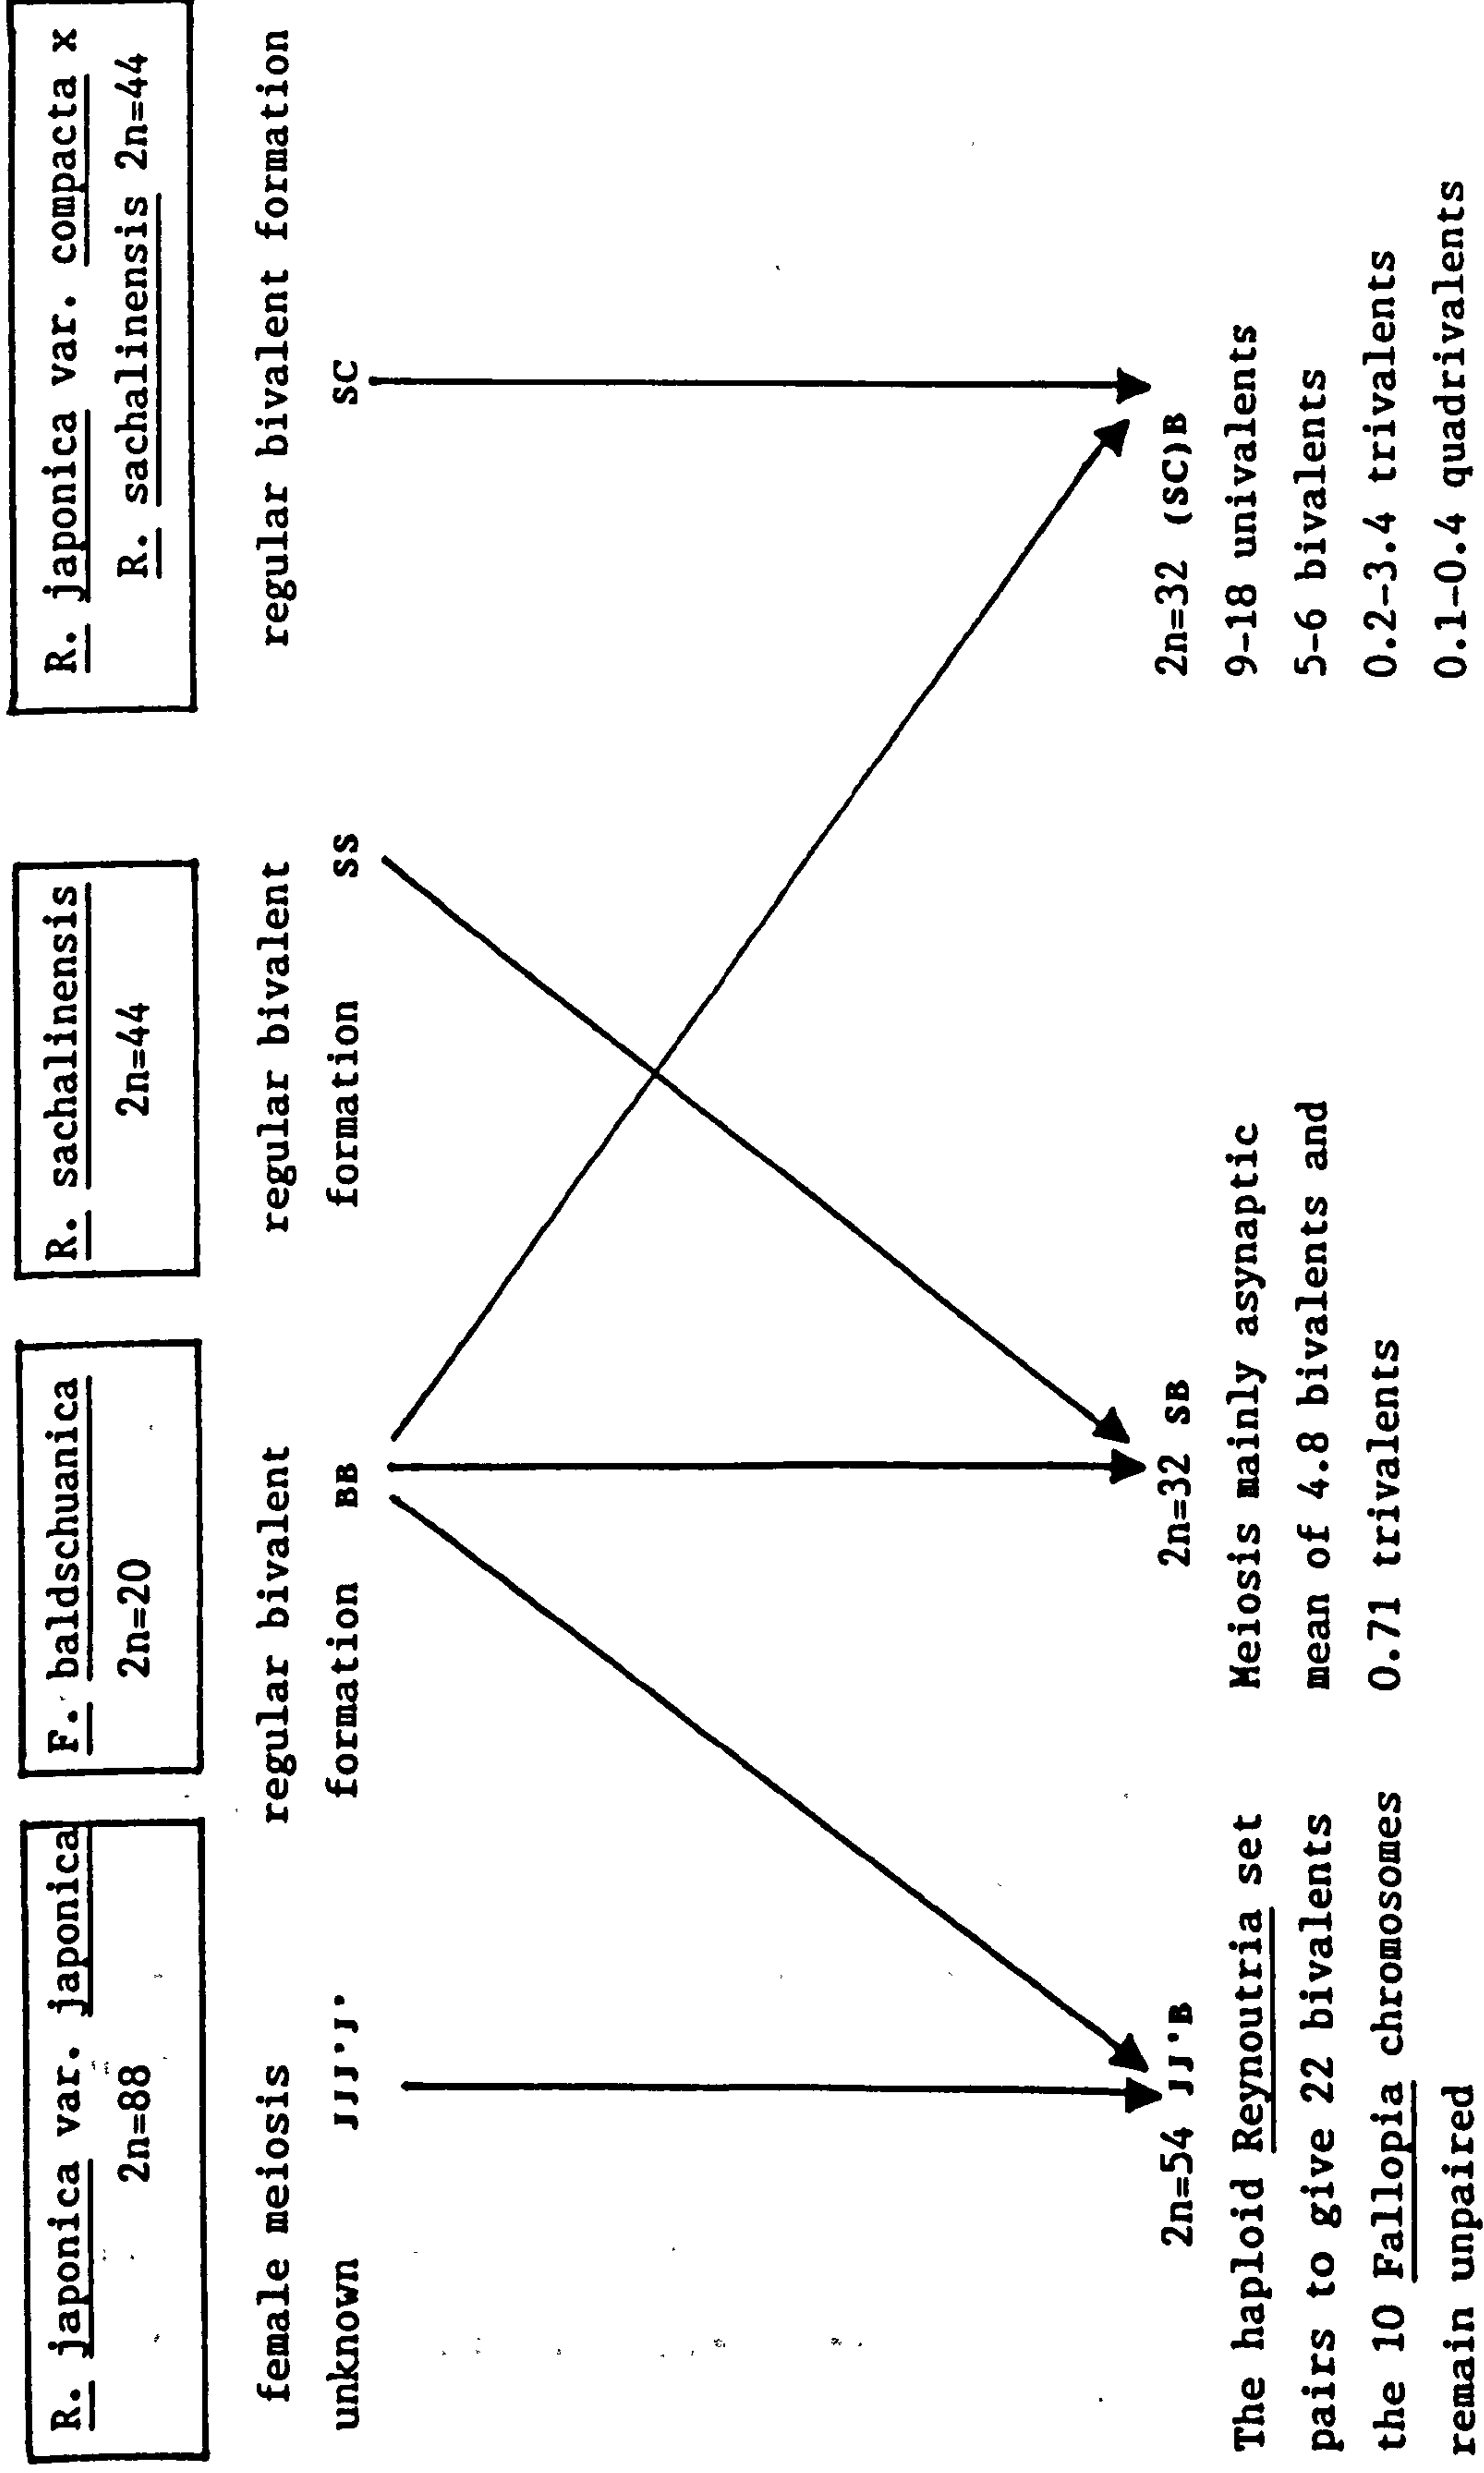 R. japonica var. japonica
2n=88
female meiosis
unknown JJJ'J'
F. baldschuanica
2n=20
regular bivalent
formation BB
R. sachalinensis
2n=44
regular bivalent
formation SS
R. japonica var. compacta x
R. sachalinensis 2n=44
regular bivalent formation
SC
2n=54 JJ'B
The haploid Reynoutria set
pairs to give 22 bivalents
the 10 Fallopia chromosomes
remain unpaired
2n=32 SB
Meiosis mainly asynaptic
mean of 4.8 bivalents and
0.71 trivalents
2n=32 (SC)B
9-18 univalents
5-6 bivalents
0.2-3.4 trivalents
0.1-0.4 quadrivalents